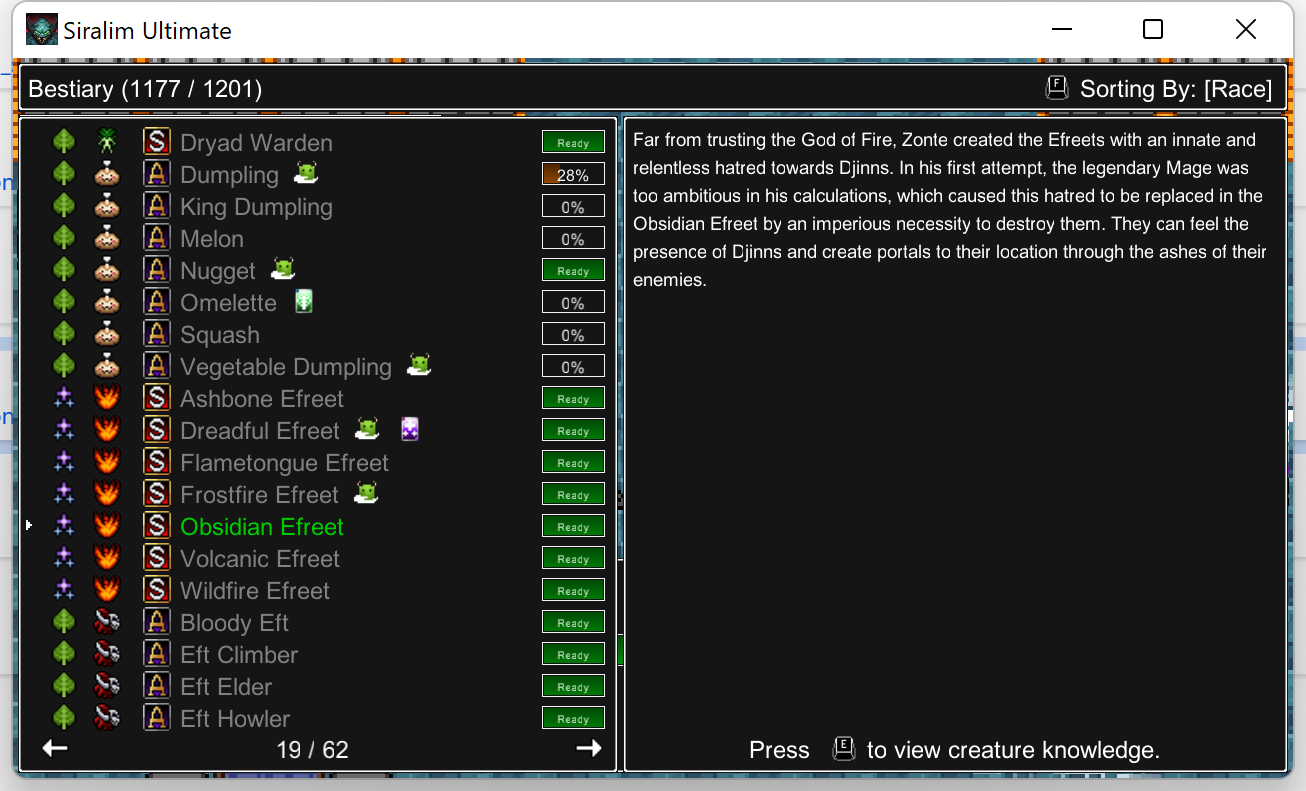 Siralim Ultimate
Bestiary (1177 / 1201)
F Sorting By: [Race]
S Dryad Warden Ready
A Dumpling 28%
A King Dumpling 0%
A Melon 0%
A Nugget Ready
A Omelette 0%
A Squash 0%
A Vegetable Dumpling 0%
S Ashbone Efreet Ready
S Dreadful Efreet Ready
S Flametongue Efreet Ready
S Frostfire Efreet Ready
S Obsidian Efreet Ready
S Volcanic Efreet Ready
S Wildfire Efreet Ready
A Bloody Eft Ready
A Eft Climber Ready
A Eft Elder Ready
A Eft Howler Ready
19 / 62
Far from trusting the God of Fire, Zonte created the Efreets with an innate and
relentless hatred towards Djinns. In his first attempt, the legendary Mage was
too ambitious in his calculations, which caused this hatred to be replaced in the
Obsidian Efreet by an imperious necessity to destroy them. They can feel the
presence of Djinns and create portals to their location through the ashes of their
enemies.
Press E to view creature knowledge.